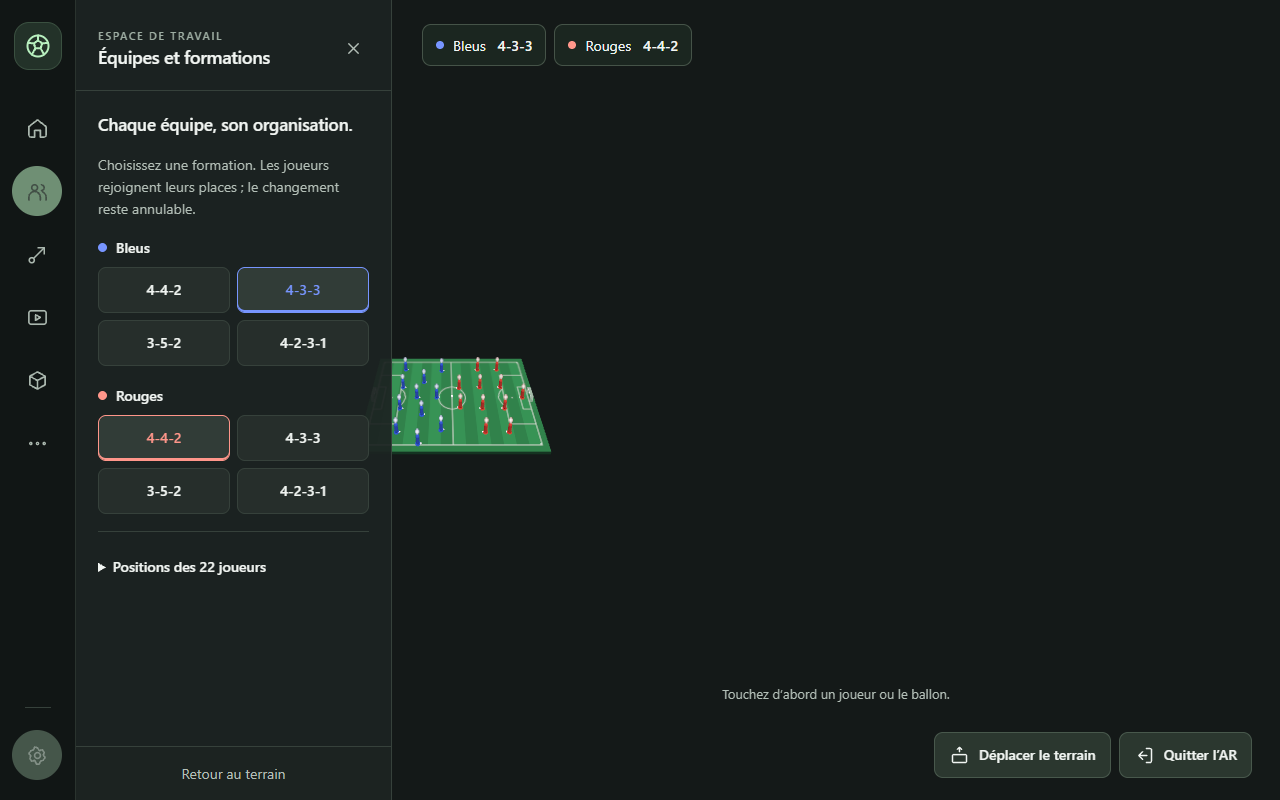 ESPACE DE TRAVAIL
Équipes et formations
Bleus 4-3-3
Rouges 4-4-2
Chaque équipe, son organisation.
Choisissez une formation. Les joueurs
rejoignent leurs places ; le changement
reste annulable.
Bleus
4-4-2
4-3-3
3-5-2
4-2-3-1
Rouges
4-4-2
4-3-3
3-5-2
4-2-3-1
Positions des 22 joueurs
Touchez d’abord un joueur ou le ballon.
Déplacer le terrain
Quitter l’AR
Retour au terrain